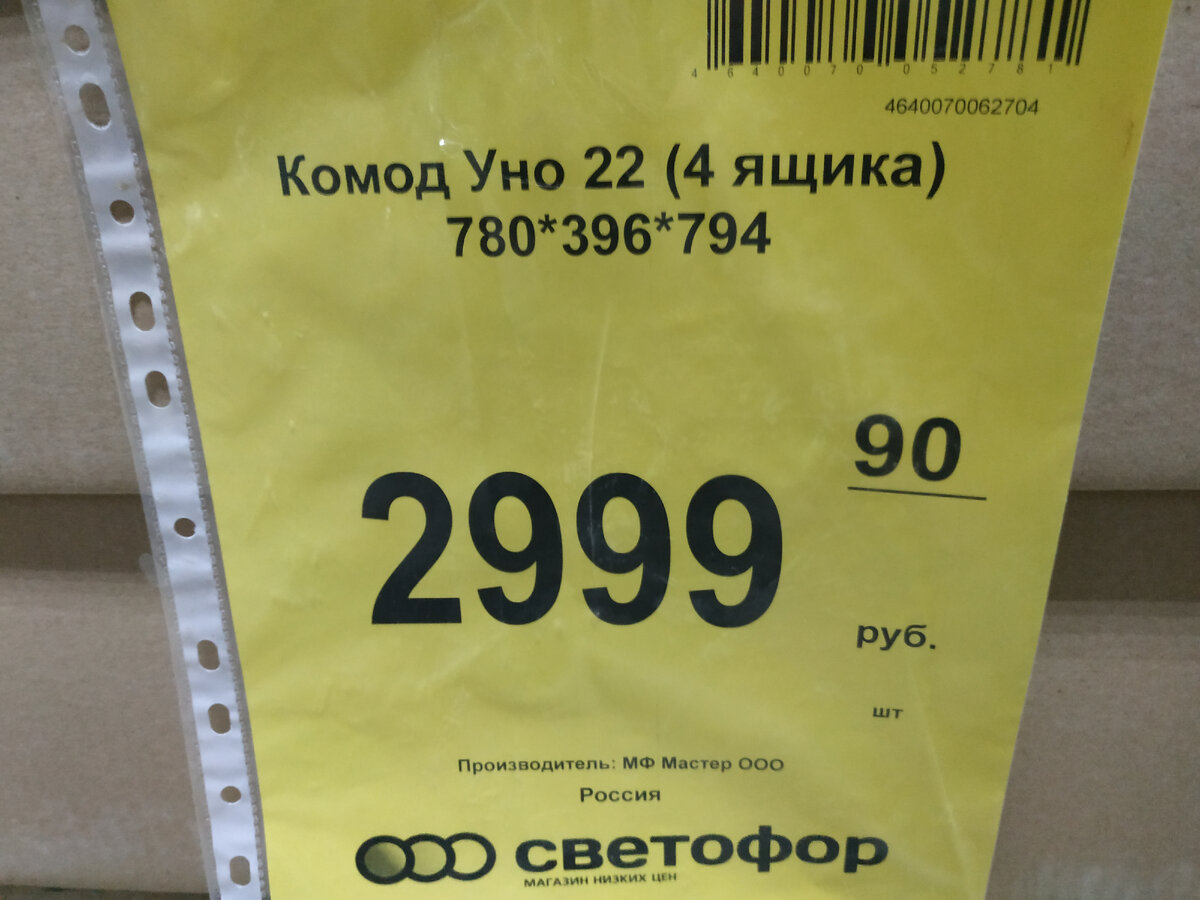 4640070052781
4640070062704
Комод Уно 22 (4 ящика)
780*396*794
2999 90
руб.
шт
Производитель: МФ Мастер ООО
Россия
светофор
МАГАЗИН НИЗКИХ ЦЕН